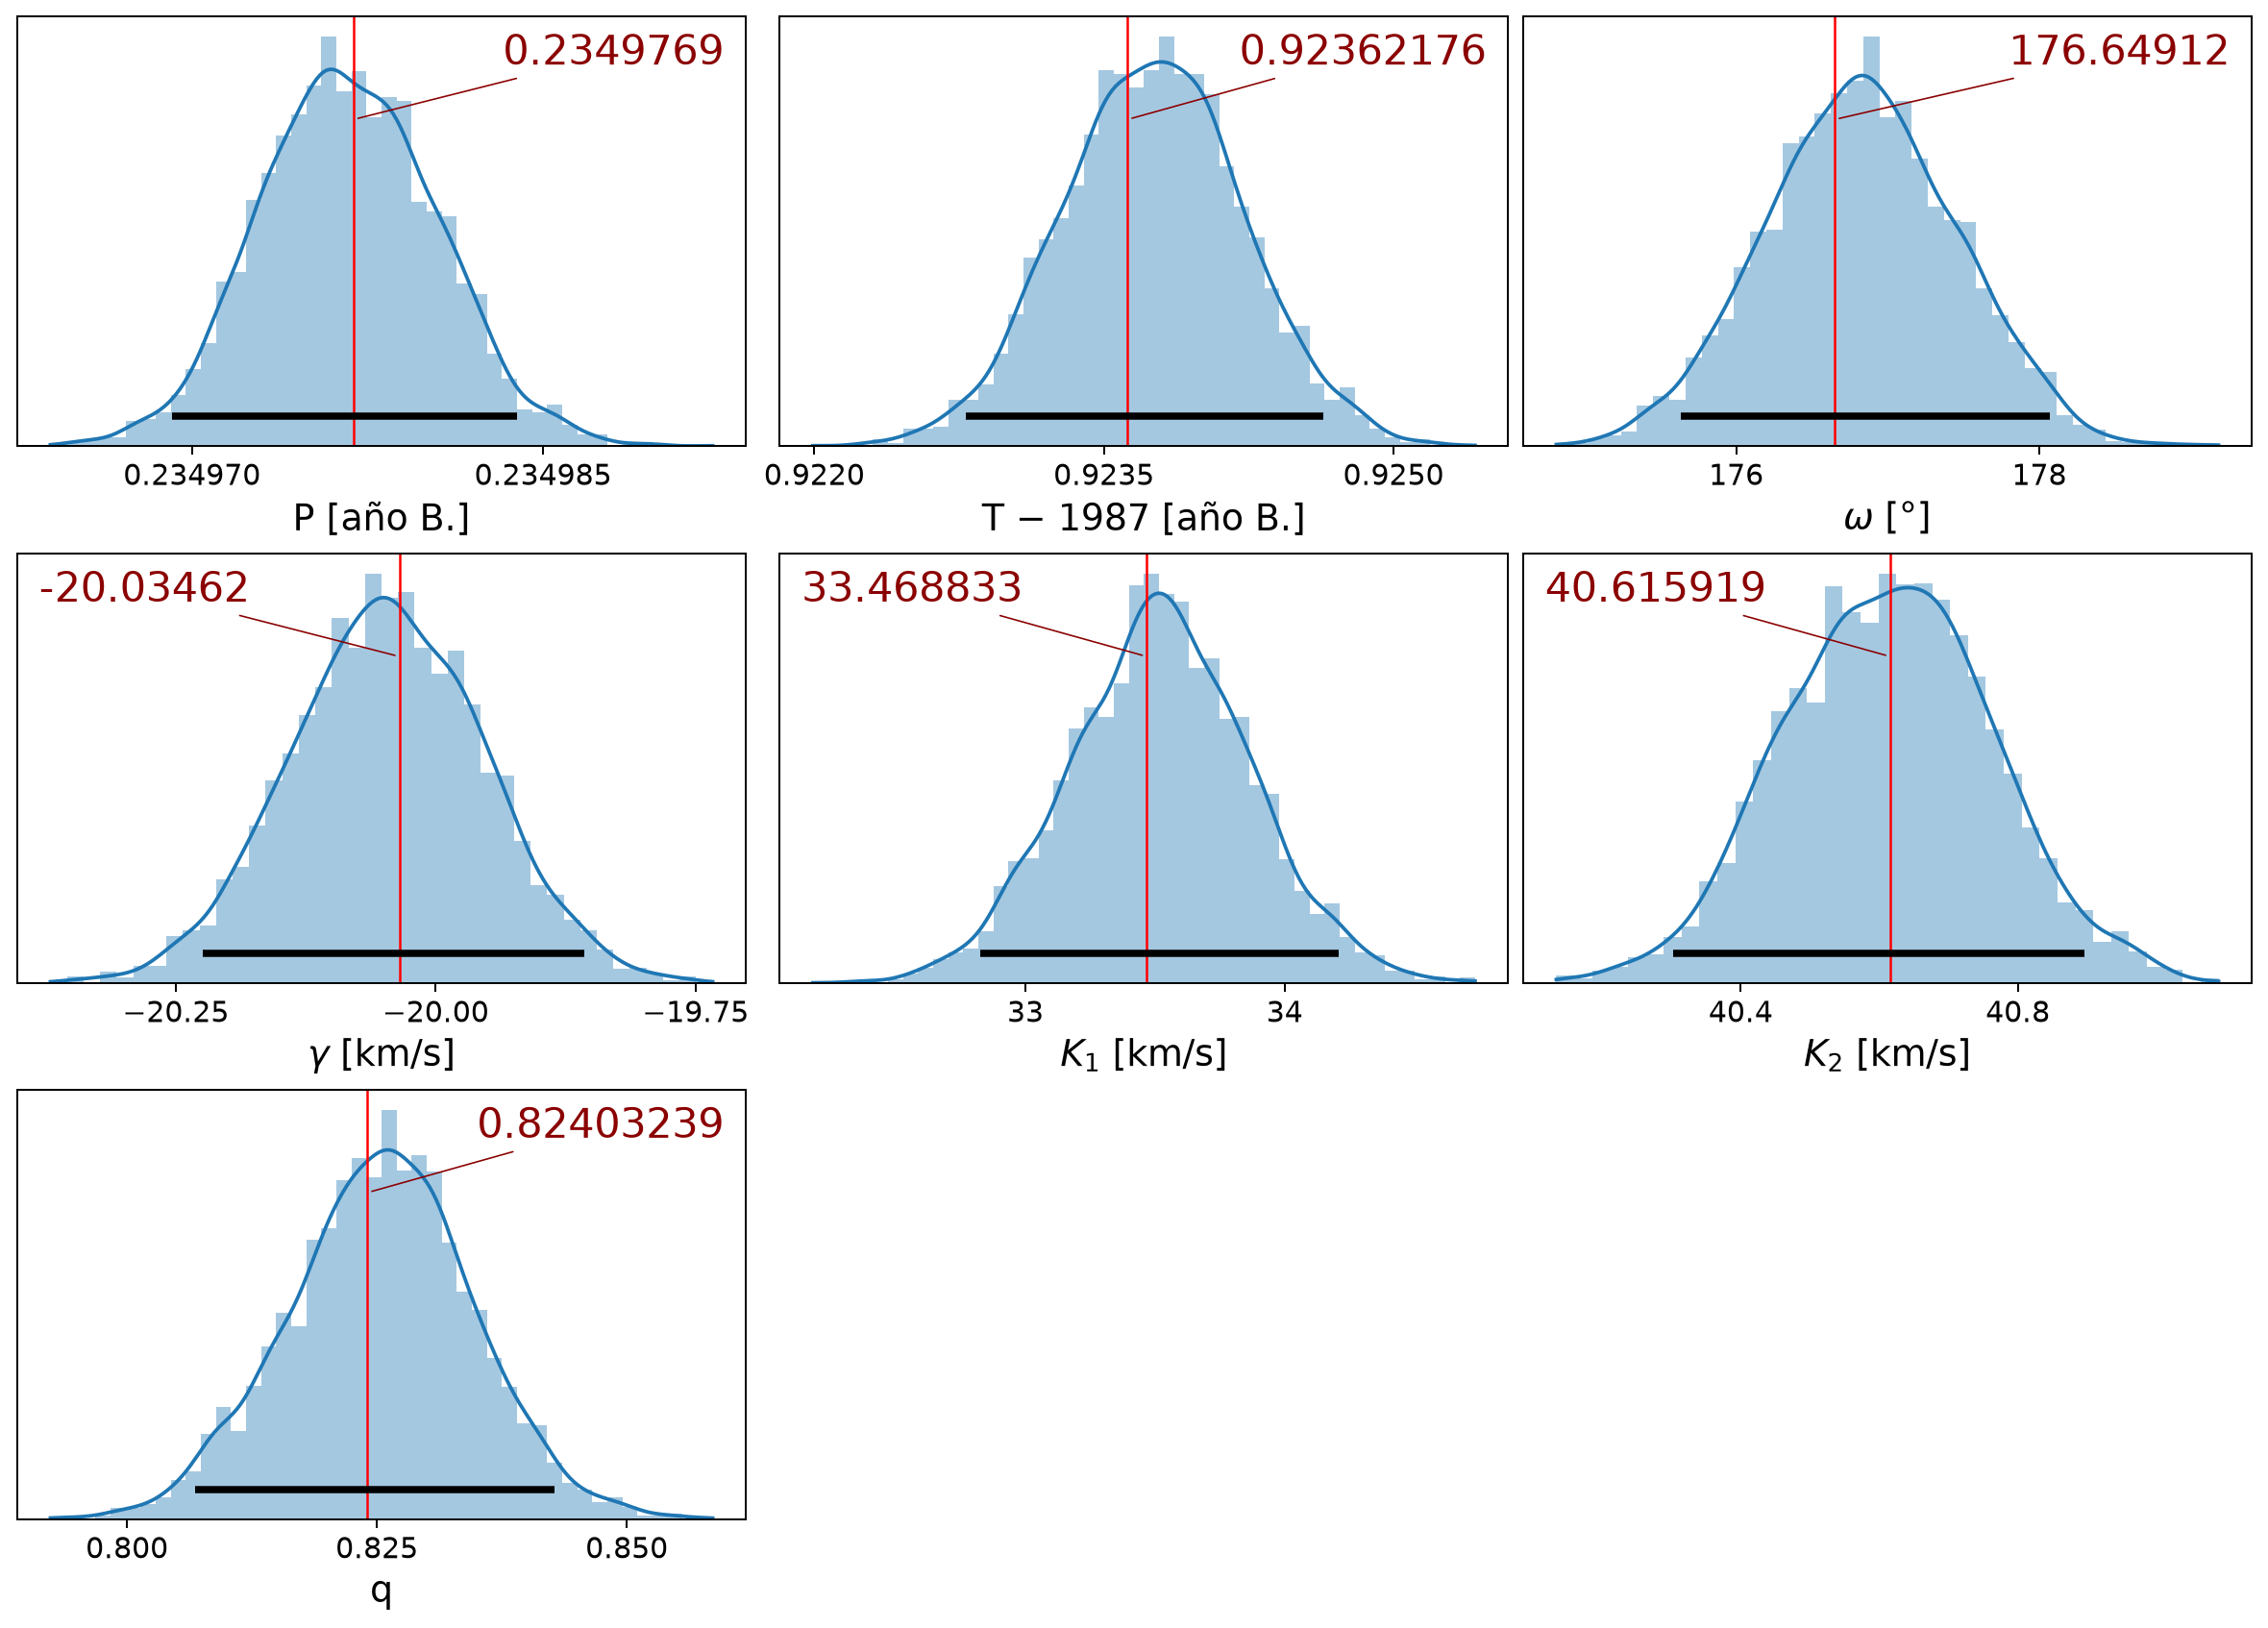 0.2349769
0.234970 0.234985
P [año B.]
0.92362176
0.9220 0.9235 0.9250
T − 1987 [año B.]
176.64912
176 178
ω [°]
-20.03462
−20.25 −20.00 −19.75
γ [km/s]
33.468833
33 34
K₁ [km/s]
40.615919
40.4 40.8
K₂ [km/s]
0.82403239
0.800 0.825 0.850
q